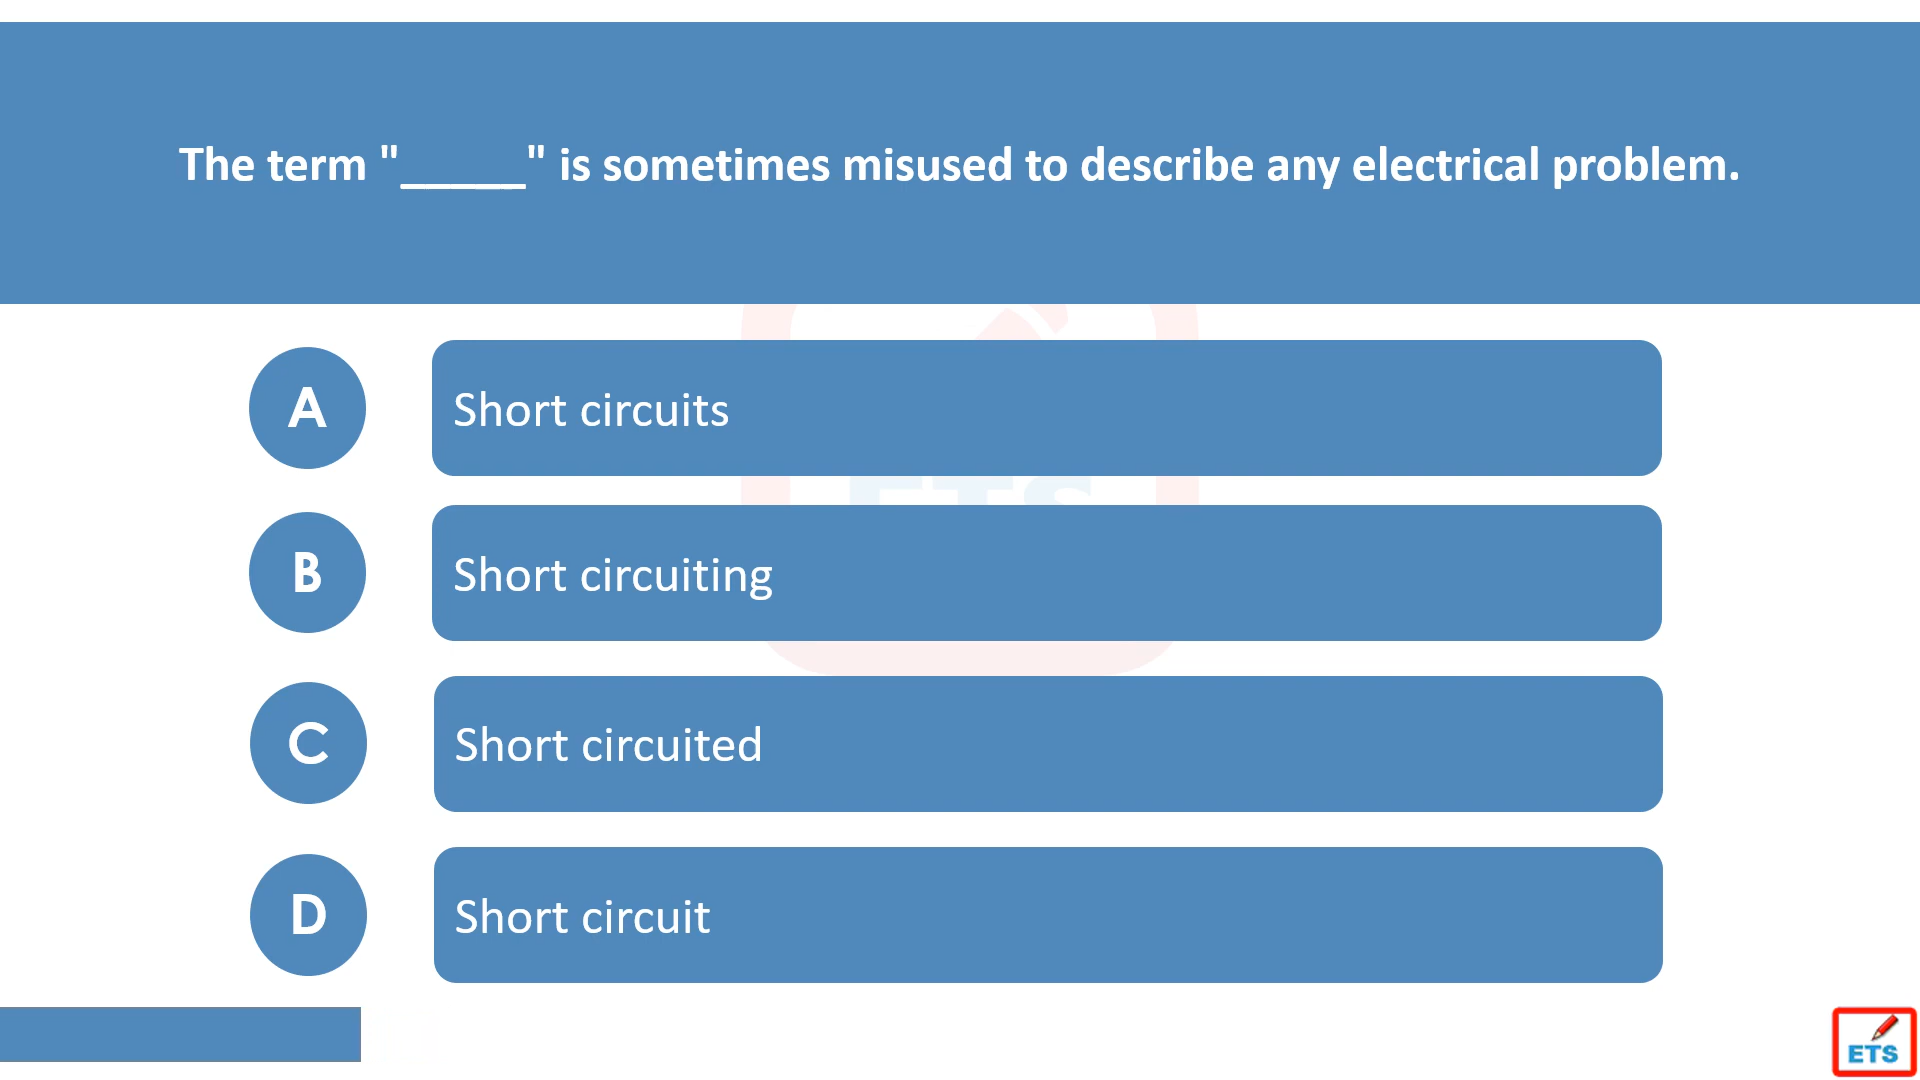 The term "_____" is sometimes misused to describe any electrical problem.
A
Short circuits
ETS
B
Short circuiting
C
Short circuited
D
Short circuit
ETS